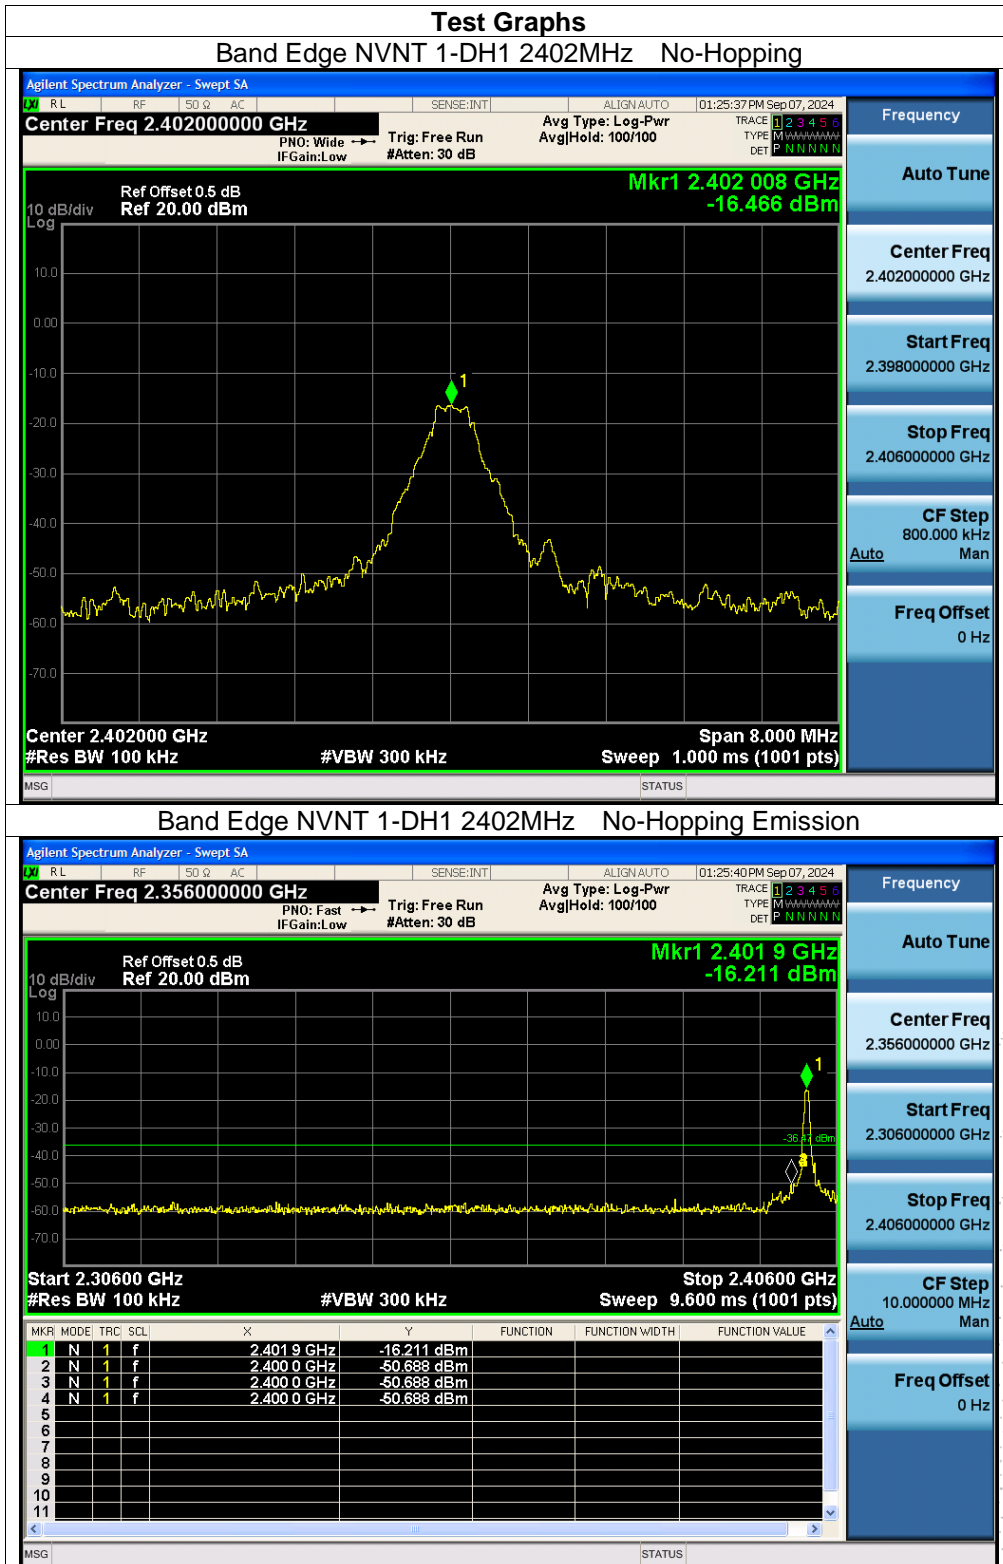 Test Graphs
Band Edge NVNT 1-DH1 2402MHz No-Hopping
Agilent Spectrum Analyzer - Swept SA
LXI RL RF 50 Ω AC SENSE:INT ALIGN AUTO 01:25:37 PM Sep 07, 2024
Center Freq 2.402000000 GHz
PNO: Wide
IFGain:Low
Trig: Free Run
#Atten: 30 dB
Avg Type: Log-Pwr
Avg|Hold: 100/100
TRACE 1 2 3 4 5 6
TYPE M W W W W W
DET P N N N N N
Frequency
Auto Tune
Center Freq
2.402000000 GHz
Start Freq
2.398000000 GHz
Stop Freq
2.406000000 GHz
CF Step
800.000 kHz
Auto Man
Freq Offset
0 Hz
Mkr1 2.402 008 GHz
-16.466 dBm
Ref Offset 0.5 dB
10 dB/div Ref 20.00 dBm
Log
10.0
0.00
-10.0
1
-20.0
-30.0
-40.0
-50.0
-60.0
-70.0
Center 2.402000 GHz Span 8.000 MHz
#Res BW 100 kHz #VBW 300 kHz Sweep 1.000 ms (1001 pts)
MSG STATUS
Band Edge NVNT 1-DH1 2402MHz No-Hopping Emission
Agilent Spectrum Analyzer - Swept SA
LXI RL RF 50 Ω AC SENSE:INT ALIGN AUTO 01:25:40 PM Sep 07, 2024
Center Freq 2.356000000 GHz
PNO: Fast
IFGain:Low
Trig: Free Run
#Atten: 30 dB
Avg Type: Log-Pwr
Avg|Hold: 100/100
TRACE 1 2 3 4 5 6
TYPE M W W W W W
DET P N N N N N
Frequency
Auto Tune
Center Freq
2.356000000 GHz
Start Freq
2.306000000 GHz
Stop Freq
2.406000000 GHz
CF Step
10.000000 MHz
Auto Man
Freq Offset
0 Hz
Mkr1 2.401 9 GHz
-16.211 dBm
Ref Offset 0.5 dB
10 dB/div Ref 20.00 dBm
Log
10.0
0.00
-10.0
1
-20.0
-30.0
-36.47 dBm
-40.0
-50.0
-60.0
-70.0
Start 2.30600 GHz Stop 2.40600 GHz
#Res BW 100 kHz #VBW 300 kHz Sweep 9.600 ms (1001 pts)
MKR MODE TRC SCL X Y FUNCTION FUNCTION WIDTH FUNCTION VALUE
1 N 1 f 2.401 9 GHz -16.211 dBm
2 N 1 f 2.400 0 GHz -50.688 dBm
3 N 1 f 2.400 0 GHz -50.688 dBm
4 N 1 f 2.400 0 GHz -50.688 dBm
5
6
7
8
9
10
11
MSG STATUS